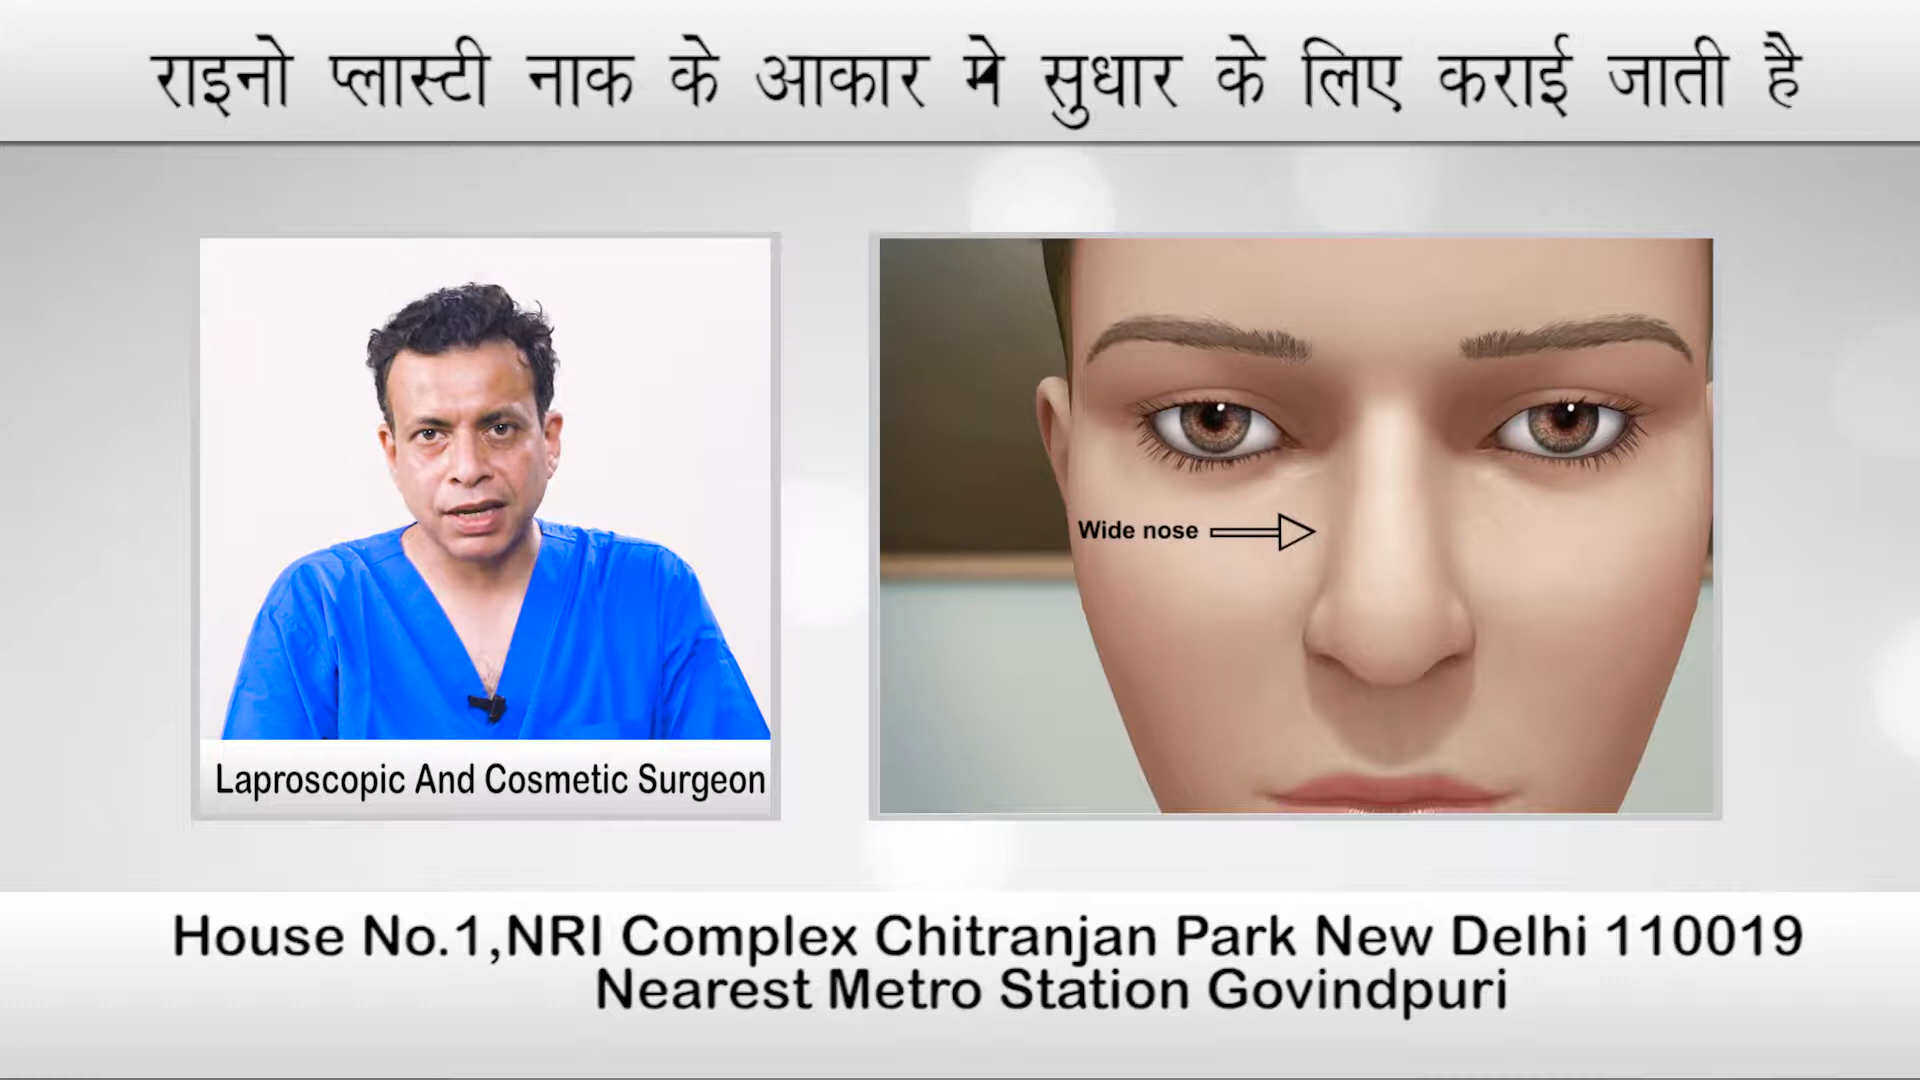 राइनो प्लास्टी नाक के आकार मे सुधार के लिए कराई जाती है
Wide nose
Laproscopic And Cosmetic Surgeon
House No.1,NRI Complex Chitranjan Park New Delhi 110019
Nearest Metro Station Govindpuri